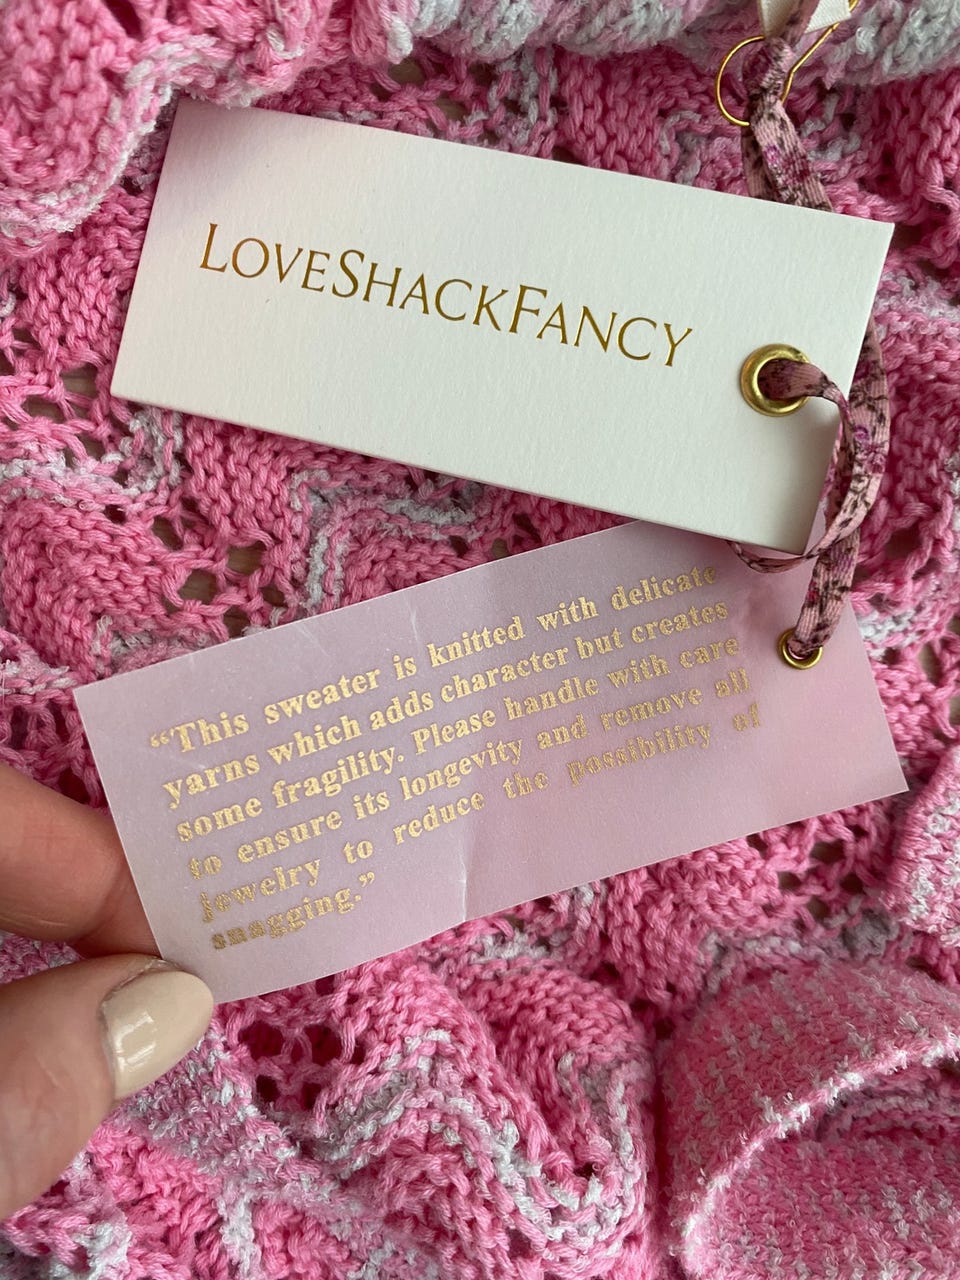 LOVESHACKFANCY
“This sweater is knitted with delicate
yarns which adds character but creates
some fragility. Please handle with care
to ensure its longevity and remove all
jewelry to reduce the possibility of
snagging.”